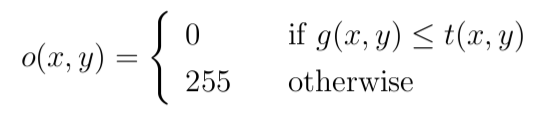 o(x, y) = { 0 if g(x, y) ≤ t(x, y)
255 otherwise